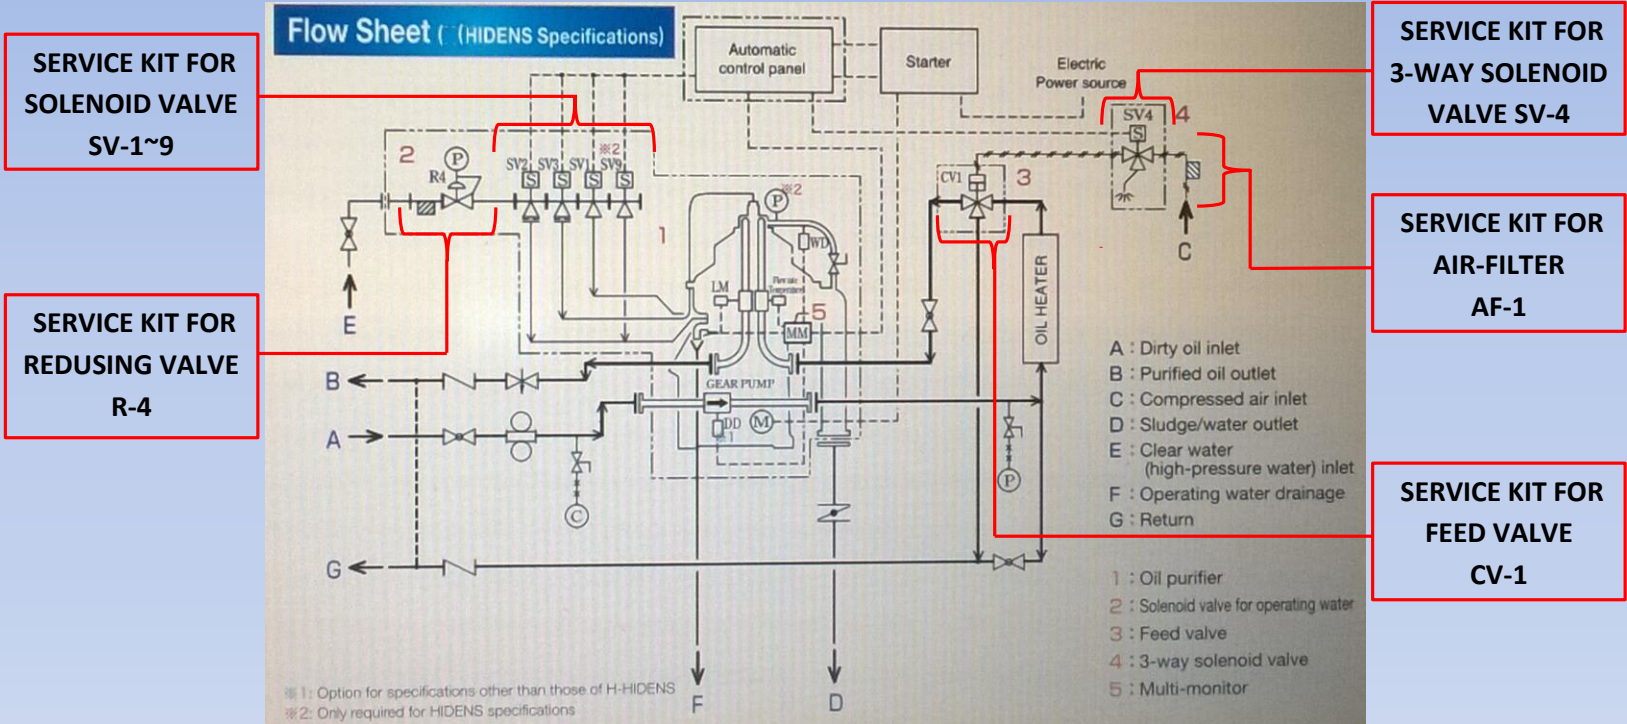 Flow Sheet ( (HIDENS Specifications)
SERVICE KIT FOR
SOLENOID VALVE
SV-1~9
SERVICE KIT FOR
REDUSING VALVE
R-4
SERVICE KIT FOR
3-WAY SOLENOID
VALVE SV-4
SERVICE KIT FOR
AIR-FILTER
AF-1
SERVICE KIT FOR
FEED VALVE
CV-1
Automatic
control panel
Starter
Electric
Power source
SV4
4
S
2
P
R4
SV2
SV3
SV1
※2
SV9
S
S
S
S
1
P
※2
WD
CV1
3
C
E
LM
Flow rate
Temperature
5
MM
OIL HEATER
B
GEAR PUMP
A
DD
※1
M
C
P
G
F
D
A : Dirty oil inlet
B : Purified oil outlet
C : Compressed air inlet
D : Sludge/water outlet
E : Clear water
(high-pressure water) inlet
F : Operating water drainage
G : Return
1 : Oil purifier
2 : Solenoid valve for operating water
3 : Feed valve
4 : 3-way solenoid valve
5 : Multi-monitor
※1: Option for specifications other than those of H-HIDENS
※2: Only required for HIDENS specifications